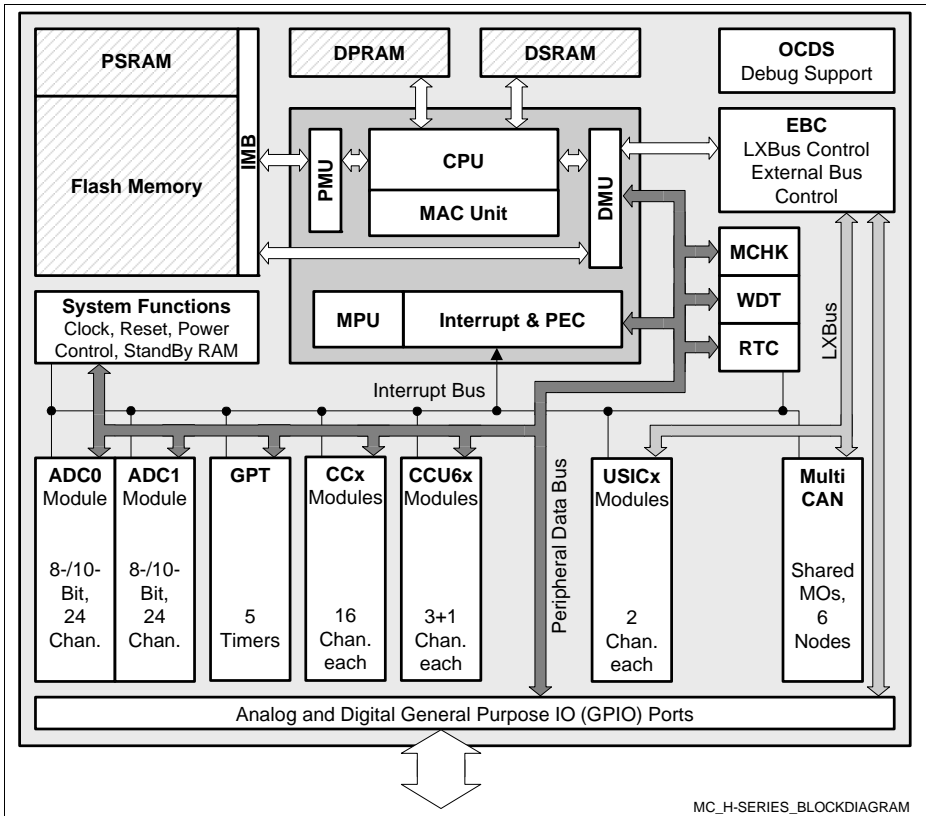 PSRAM
Flash Memory
IMB
DPRAM
DSRAM
OCDS
Debug Support
PMU
CPU
MAC Unit
DMU
EBC
LXBus Control
External Bus
Control
MPU
Interrupt & PEC
MCHK
WDT
RTC
System Functions
Clock, Reset, Power
Control, StandBy RAM
Interrupt Bus
LXBus
Peripheral Data Bus
ADC0
Module
8-/10-
Bit,
24
Chan.
ADC1
Module
8-/10-
Bit,
24
Chan.
GPT
5
Timers
CCx
Modules
16
Chan.
each
CCU6x
Modules
3+1
Chan.
each
USICx
Modules
2
Chan.
each
Multi
CAN
Shared
MOs,
6
Nodes
Analog and Digital General Purpose IO (GPIO) Ports
MC_H-SERIES_BLOCKDIAGRAM